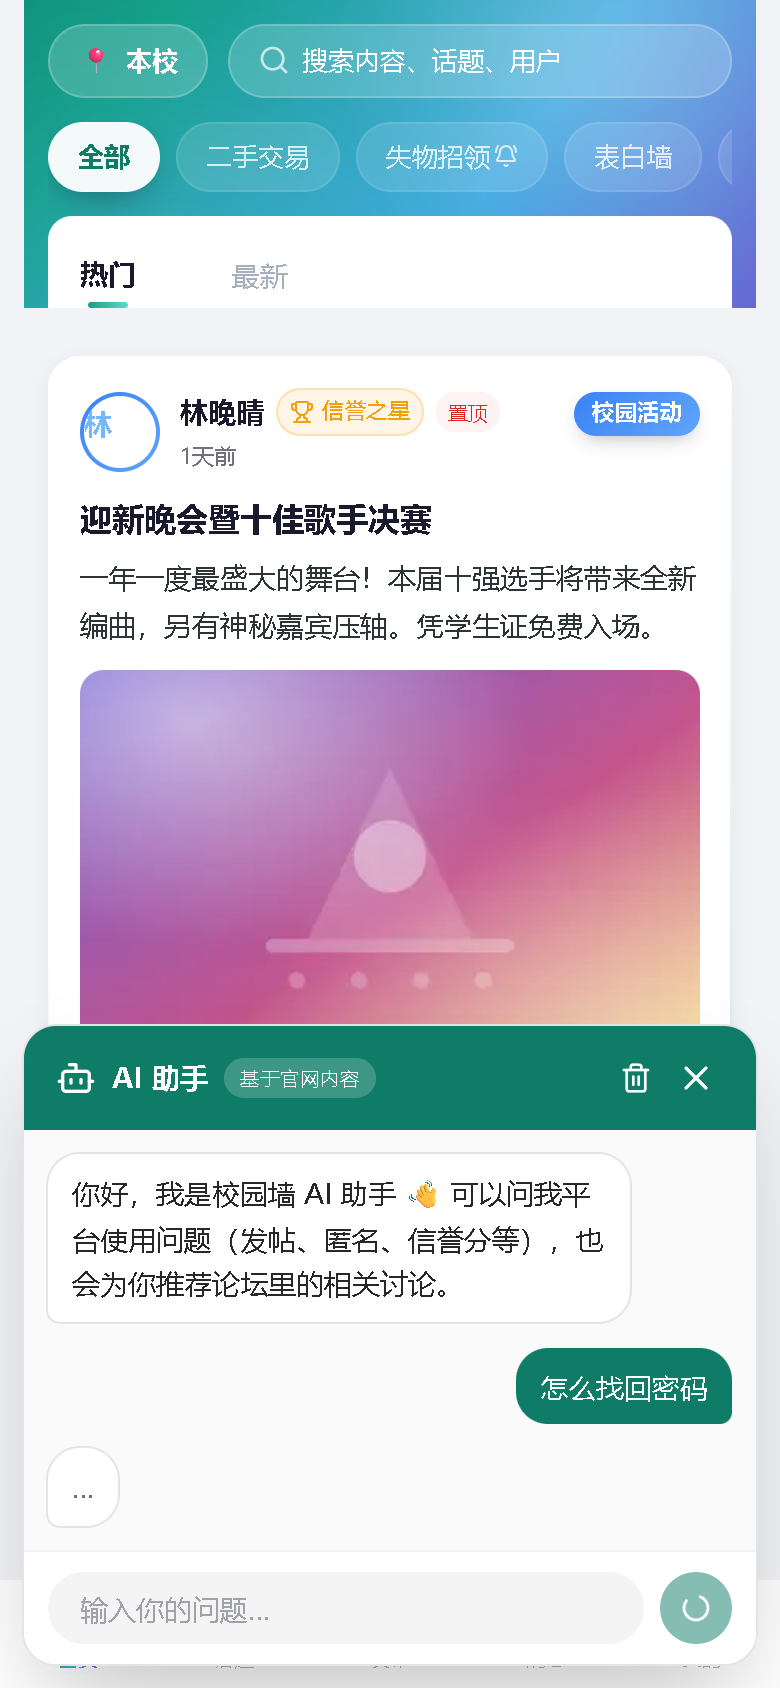 本校
搜索内容、话题、用户
全部
二手交易
失物招领
表白墙
热门
最新
林
林晚晴
信誉之星
置顶
校园活动
1天前
迎新晚会暨十佳歌手决赛
一年一度最盛大的舞台！本届十强选手将带来全新
编曲，另有神秘嘉宾压轴。凭学生证免费入场。
AI 助手
基于官网内容
你好，我是校园墙 AI 助手 👋 可以问我平
台使用问题（发帖、匿名、信誉分等），也
会为你推荐论坛里的相关讨论。
怎么找回密码
...
输入你的问题...